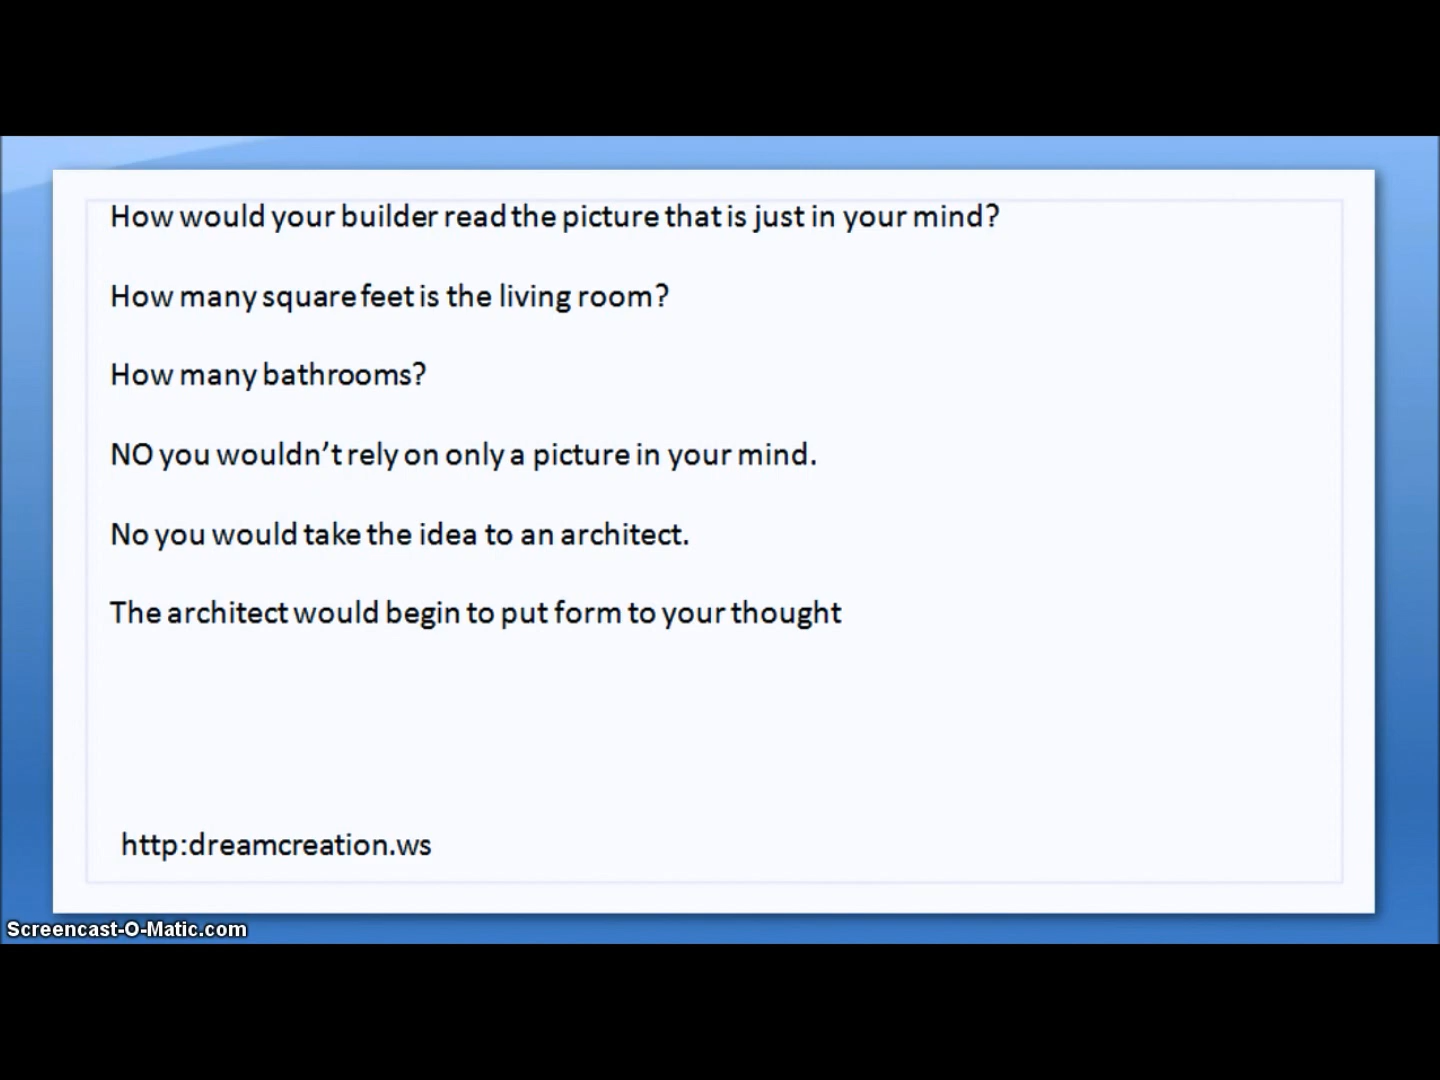 How would your builder read the picture that is just in your mind?
How many square feet is the living room?
How many bathrooms?
NO you wouldn’t rely on only a picture in your mind.
No you would take the idea to an architect.
The architect would begin to put form to your thought
http:dreamcreation.ws
Screencast-O-Matic.com